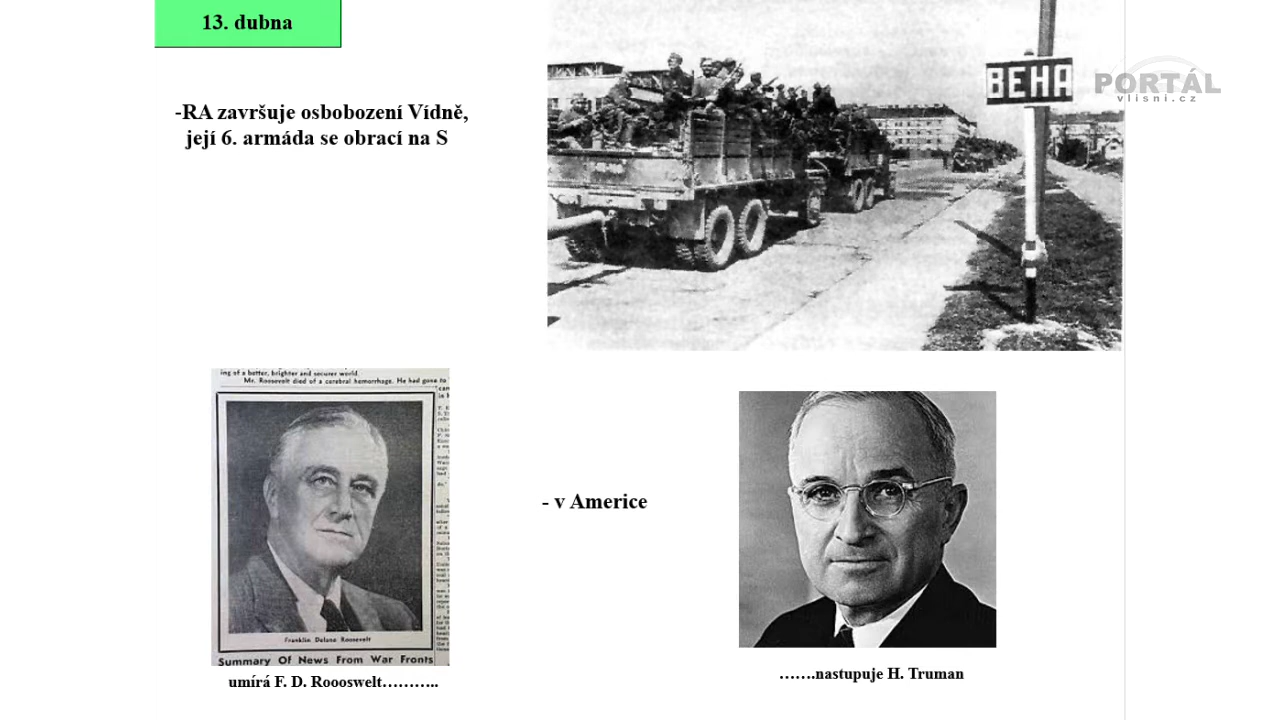 13. dubna
-RA završuje osbobození Vídně,
její 6. armáda se obrací na S
ВЕНА
PORTÁL
vlisni.cz
ing of a better, brighter and securer world.
Mr. Roosevelt died of a cerebral hemorrhage. He had gone to
Franklin Delano Roosevelt
Summary Of News From War Fronts
umírá F. D. Roooswelt………..
- v Americe
…….nastupuje H. Truman